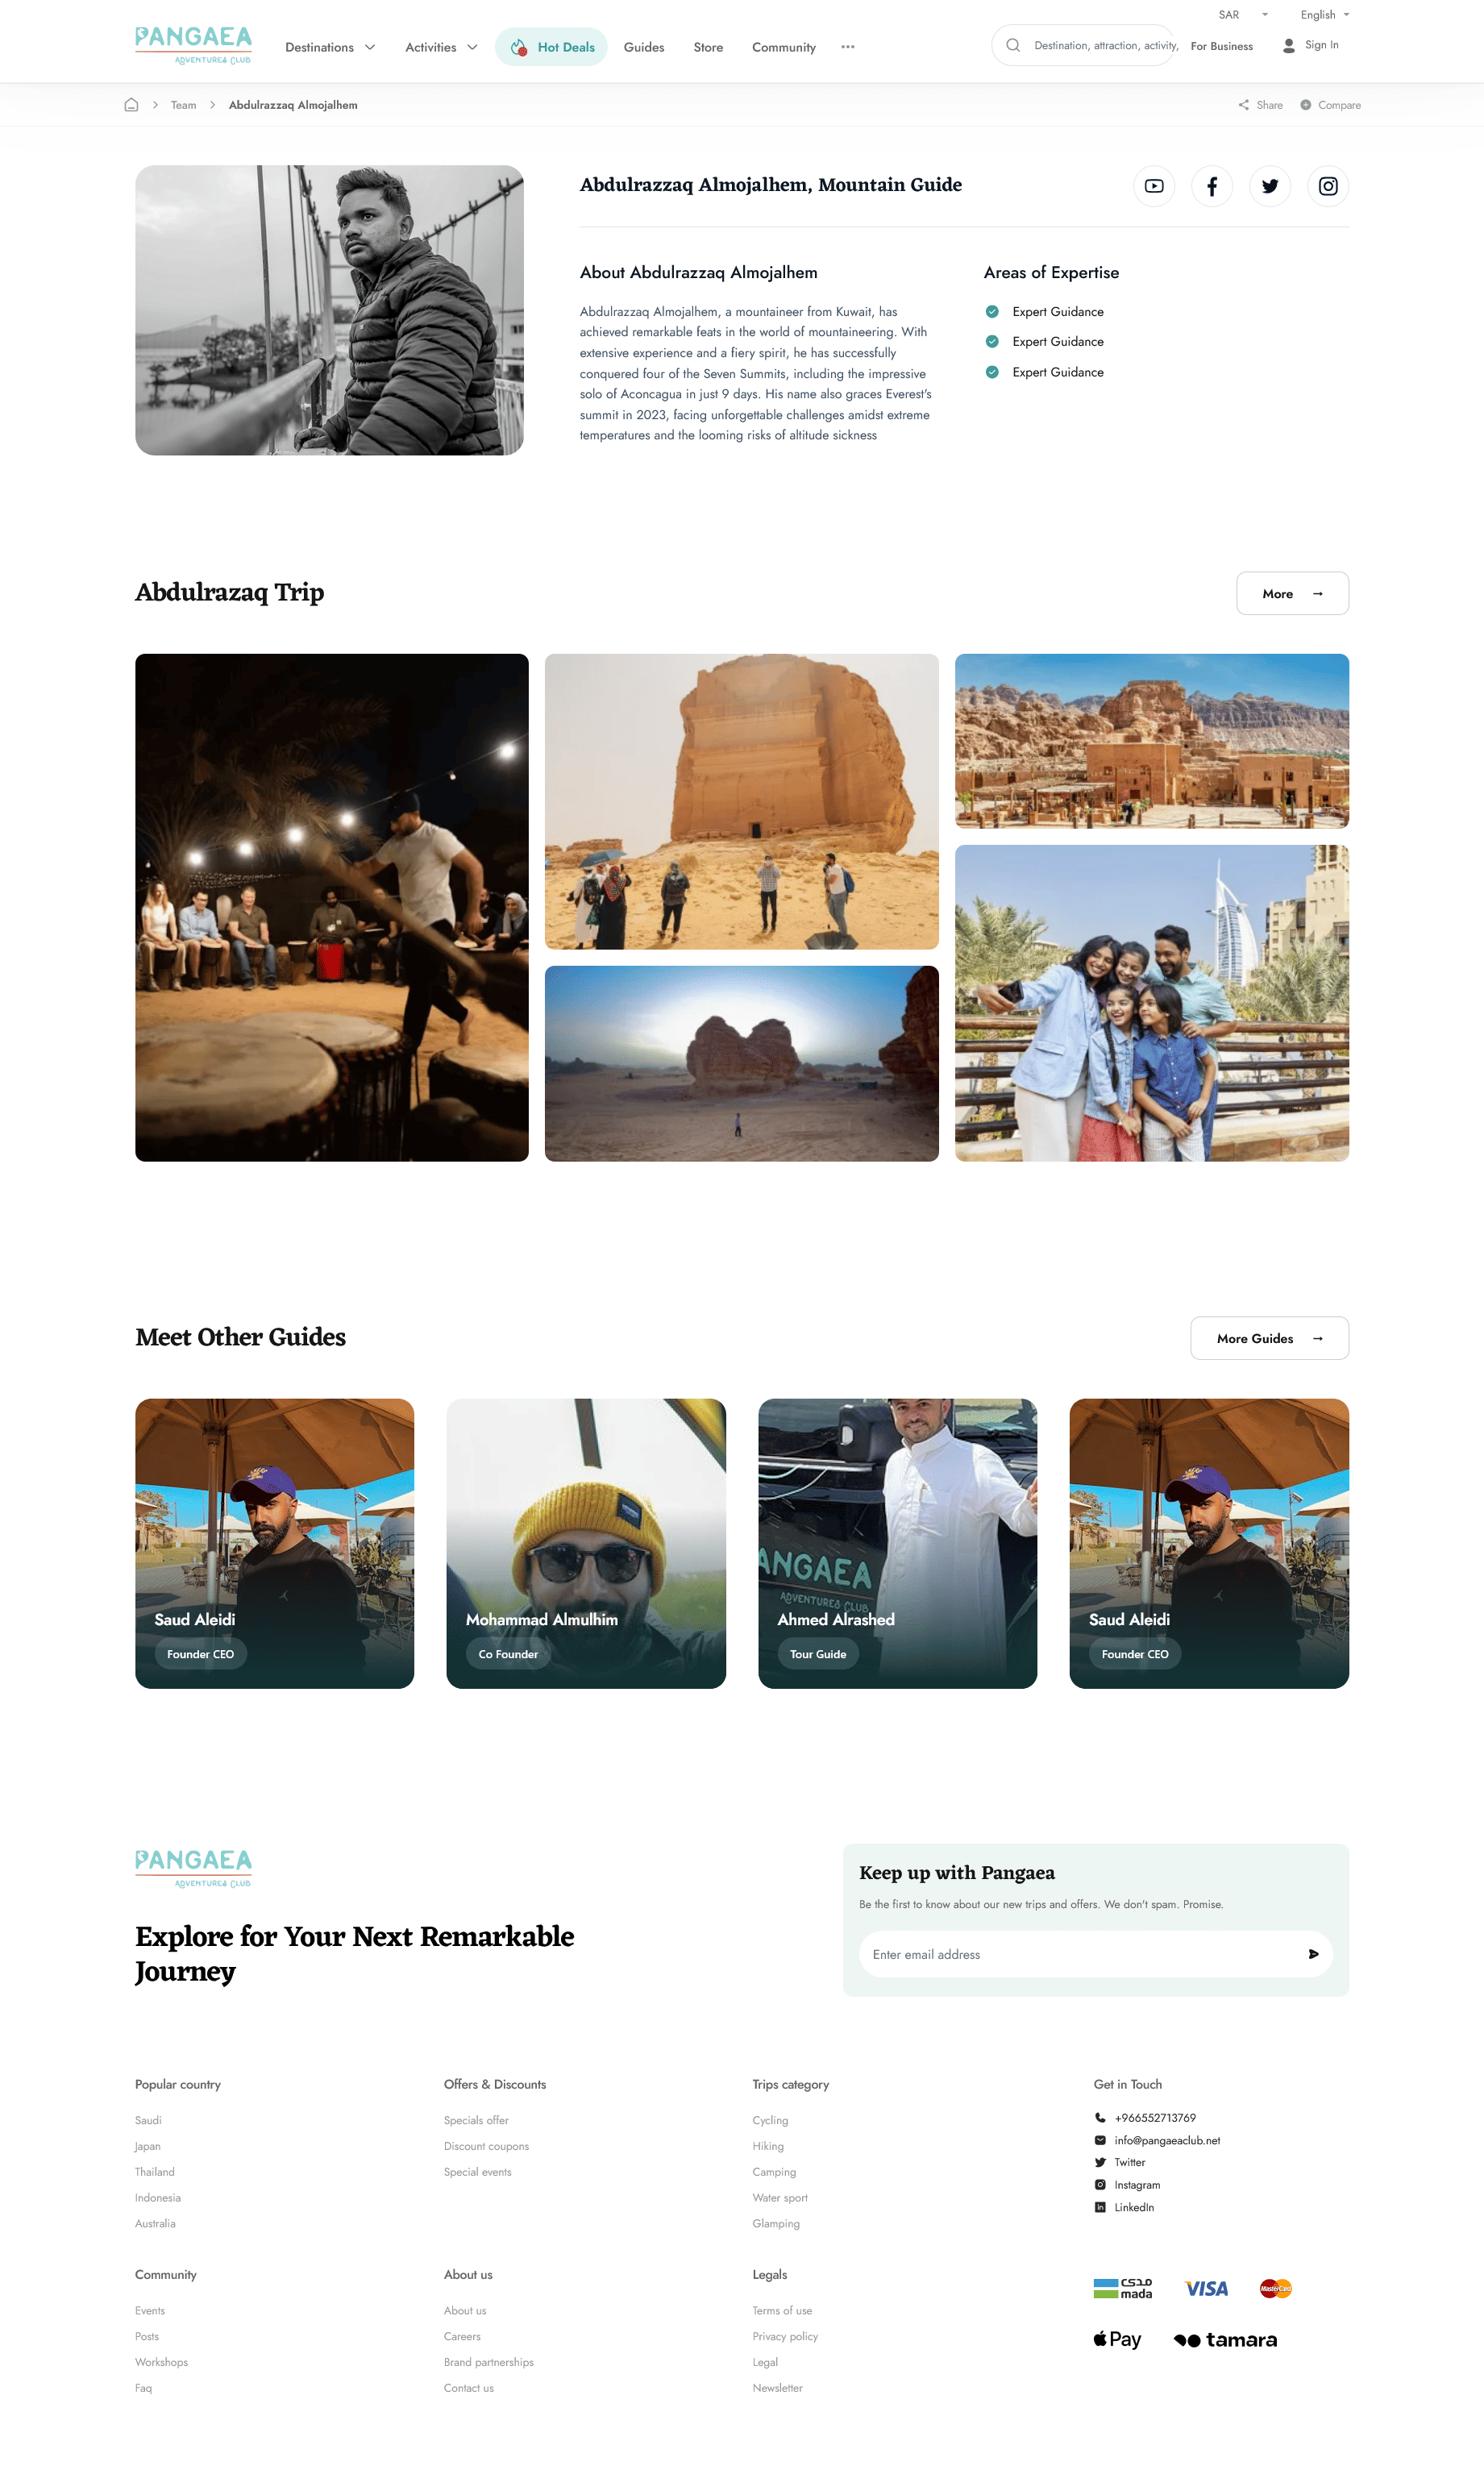 SAR
English
PANGAEA
ADVENTURES CLUB
Destinations
Activities
Hot Deals
Guides
Store
Community
Destination, attraction, activity,
For Business
Sign In
Team
Abdulrazzaq Almojalhem
Share
Compare
Abdulrazzaq Almojalhem, Mountain Guide
About Abdulrazzaq Almojalhem
Abdulrazzaq Almojalhem, a mountaineer from Kuwait, has
achieved remarkable feats in the world of mountaineering. With
extensive experience and a fiery spirit, he has successfully
conquered four of the Seven Summits, including the impressive
solo of Aconcagua in just 9 days. His name also graces Everest's
summit in 2023, facing unforgettable challenges amidst extreme
temperatures and the looming risks of altitude sickness
Areas of Expertise
Expert Guidance
Expert Guidance
Expert Guidance
Abdulrazaq Trip
More
Meet Other Guides
More Guides
Saud Aleidi
Founder CEO
Mohammad Almulhim
Co Founder
ANGAEA
ADVENTURES CLUB
Ahmed Alrashed
Tour Guide
Saud Aleidi
Founder CEO
PANGAEA
ADVENTURES CLUB
Explore for Your Next Remarkable
Journey
Keep up with Pangaea
Be the first to know about our new trips and offers. We don't spam. Promise.
Enter email address
Popular country
Saudi
Japan
Thailand
Indonesia
Australia
Offers & Discounts
Specials offer
Discount coupons
Special events
Trips category
Cycling
Hiking
Camping
Water sport
Glamping
Get in Touch
+966552713769
info@pangaeaclub.net
Twitter
Instagram
LinkedIn
Community
Events
Posts
Workshops
Faq
About us
About us
Careers
Brand partnerships
Contact us
Legals
Terms of use
Privacy policy
Legal
Newsletter
مدى
mada
VISA
MasterCard
Pay
tamara